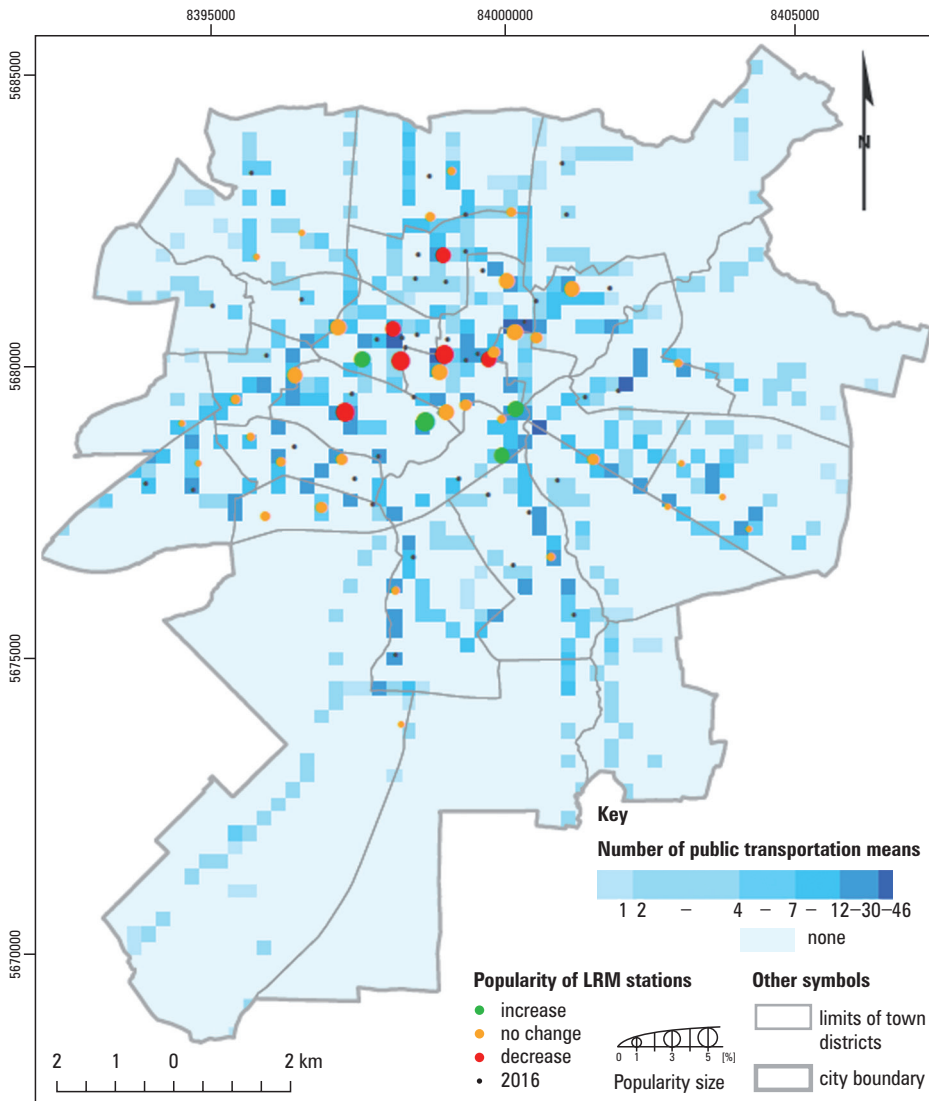 8395000 84000000 8405000
5685000
N
5680000
5675000
5670000
Key
Number of public transportation means
1 2 – 4 – 7 – 12–30–46
none
Popularity of LRM stations
increase
no change
decrease
2016
0 1 3 5 [%]
Popularity size
Other symbols
limits of town
districts
city boundary
2 1 0 2 km